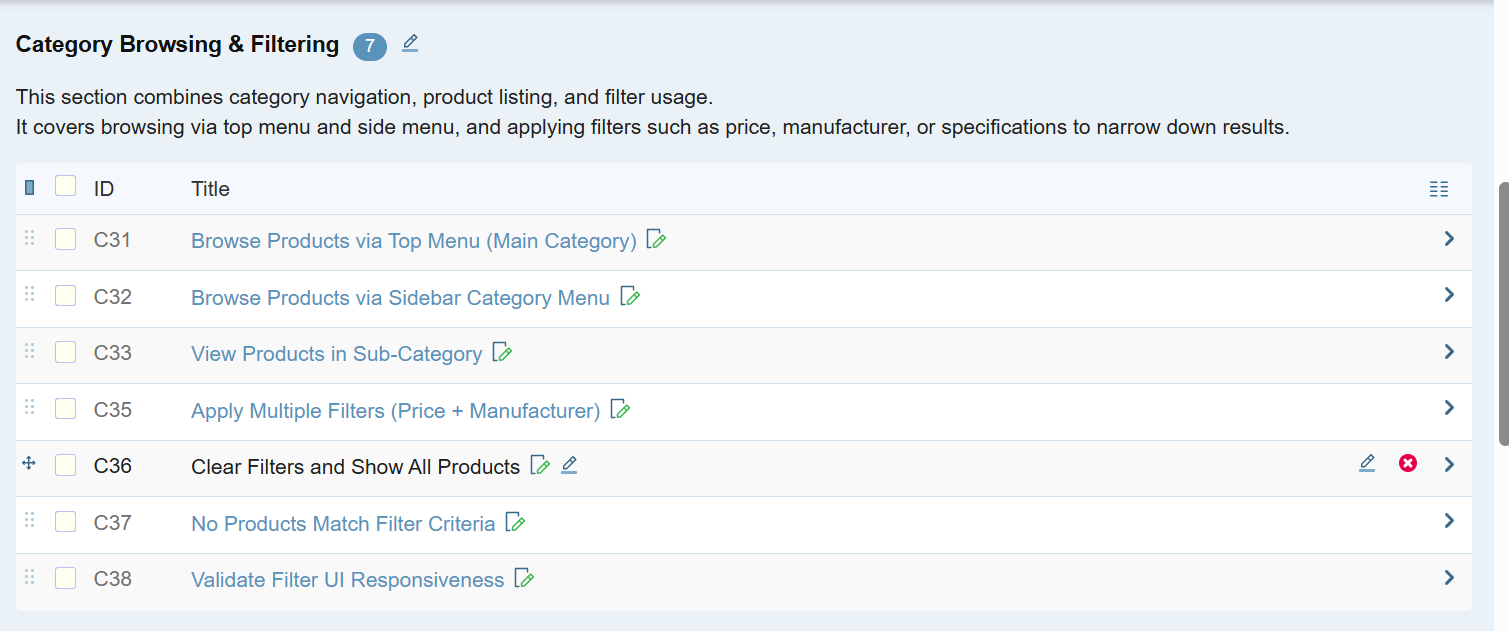 Category Browsing & Filtering 7
This section combines category navigation, product listing, and filter usage.
It covers browsing via top menu and side menu, and applying filters such as price, manufacturer, or specifications to narrow down results.
ID Title
C31 Browse Products via Top Menu (Main Category)
C32 Browse Products via Sidebar Category Menu
C33 View Products in Sub-Category
C35 Apply Multiple Filters (Price + Manufacturer)
C36 Clear Filters and Show All Products
C37 No Products Match Filter Criteria
C38 Validate Filter UI Responsiveness